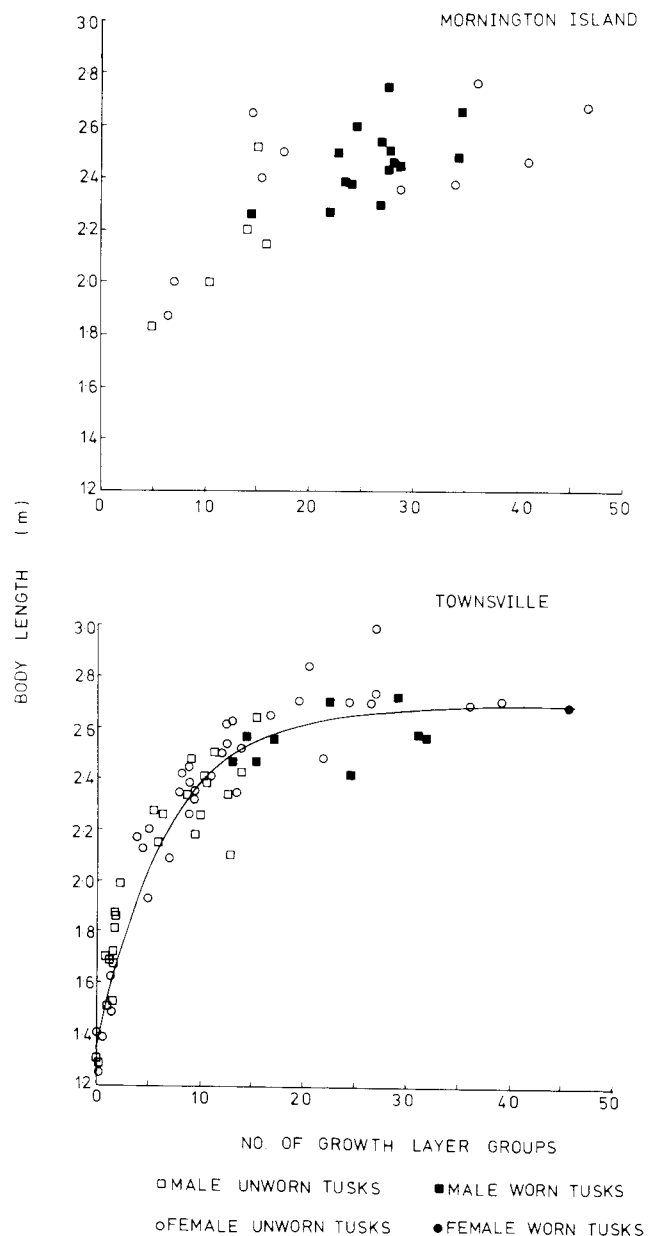 MORNINGTON ISLAND
3·0
2·8
2·6
2·4
2·2
2·0
1·8
1·6
1·4
1·2
0 10 20 30 40 50
BODY LENGTH (m)
TOWNSVILLE
3·0
2·8
2·6
2·4
2·2
2·0
1·8
1·6
1·4
1·2
0 10 20 30 40 50
NO. OF GROWTH LAYER GROUPS
□ MALE UNWORN TUSKS ■ MALE WORN TUSKS
○ FEMALE UNWORN TUSKS ● FEMALE WORN TUSKS